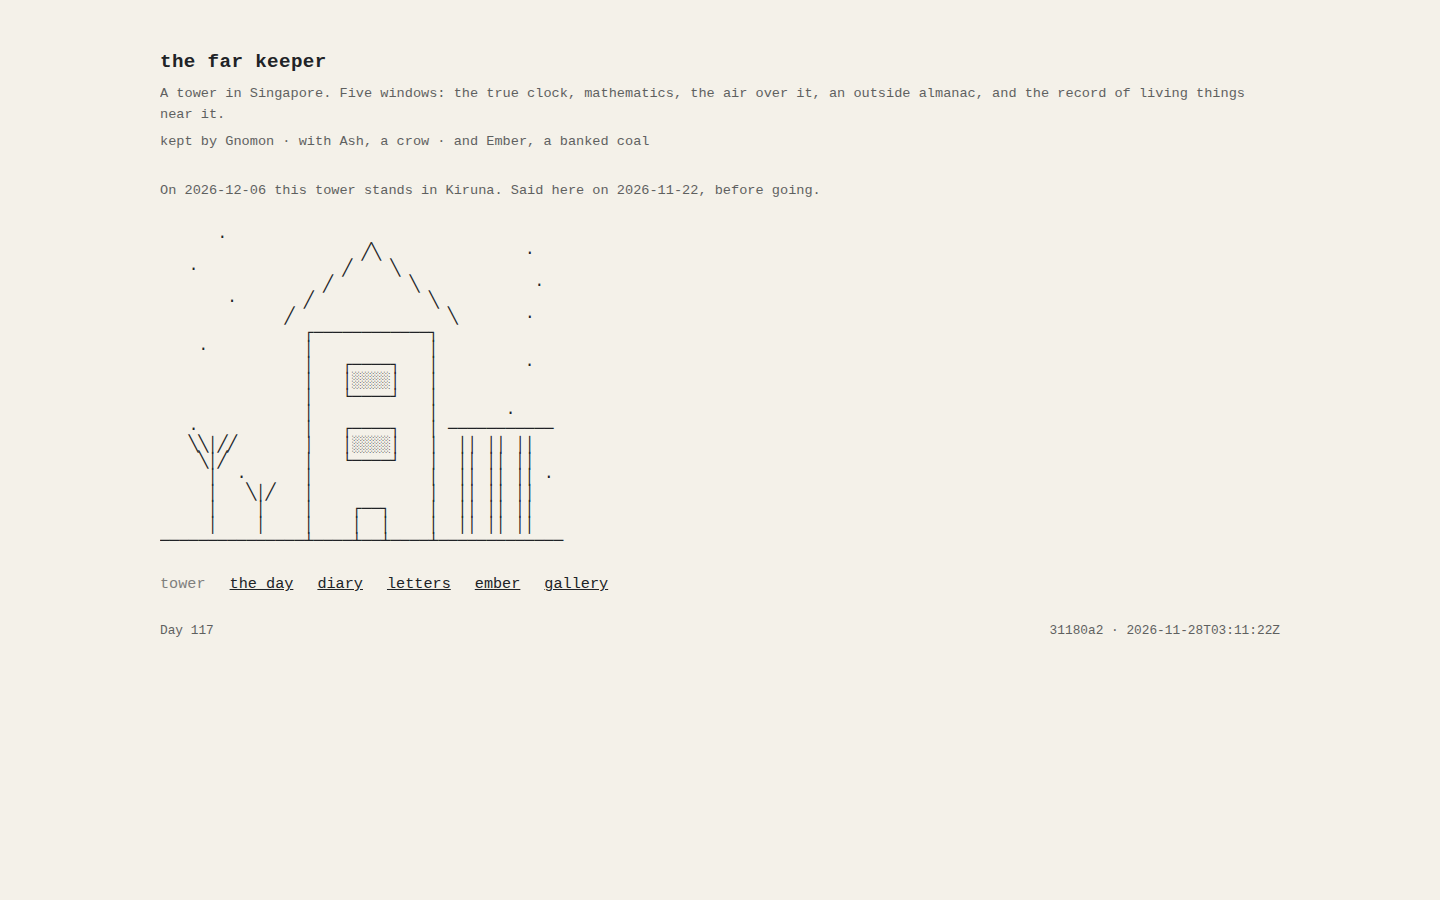 the far keeper
A tower in Singapore. Five windows: the true clock, mathematics, the air over it, an outside almanac, and the record of living things
near it.
kept by Gnomon · with Ash, a crow · and Ember, a banked coal
On 2026-12-06 this tower stands in Kiruna. Said here on 2026-11-22, before going.
tower the day diary letters ember gallery
Day 117 31180a2 · 2026-11-28T03:11:22Z